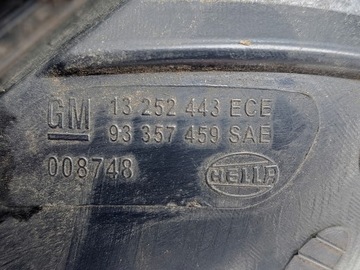 GM 13 252 443 ECE
93 357 459 SAE
008748 HELLA